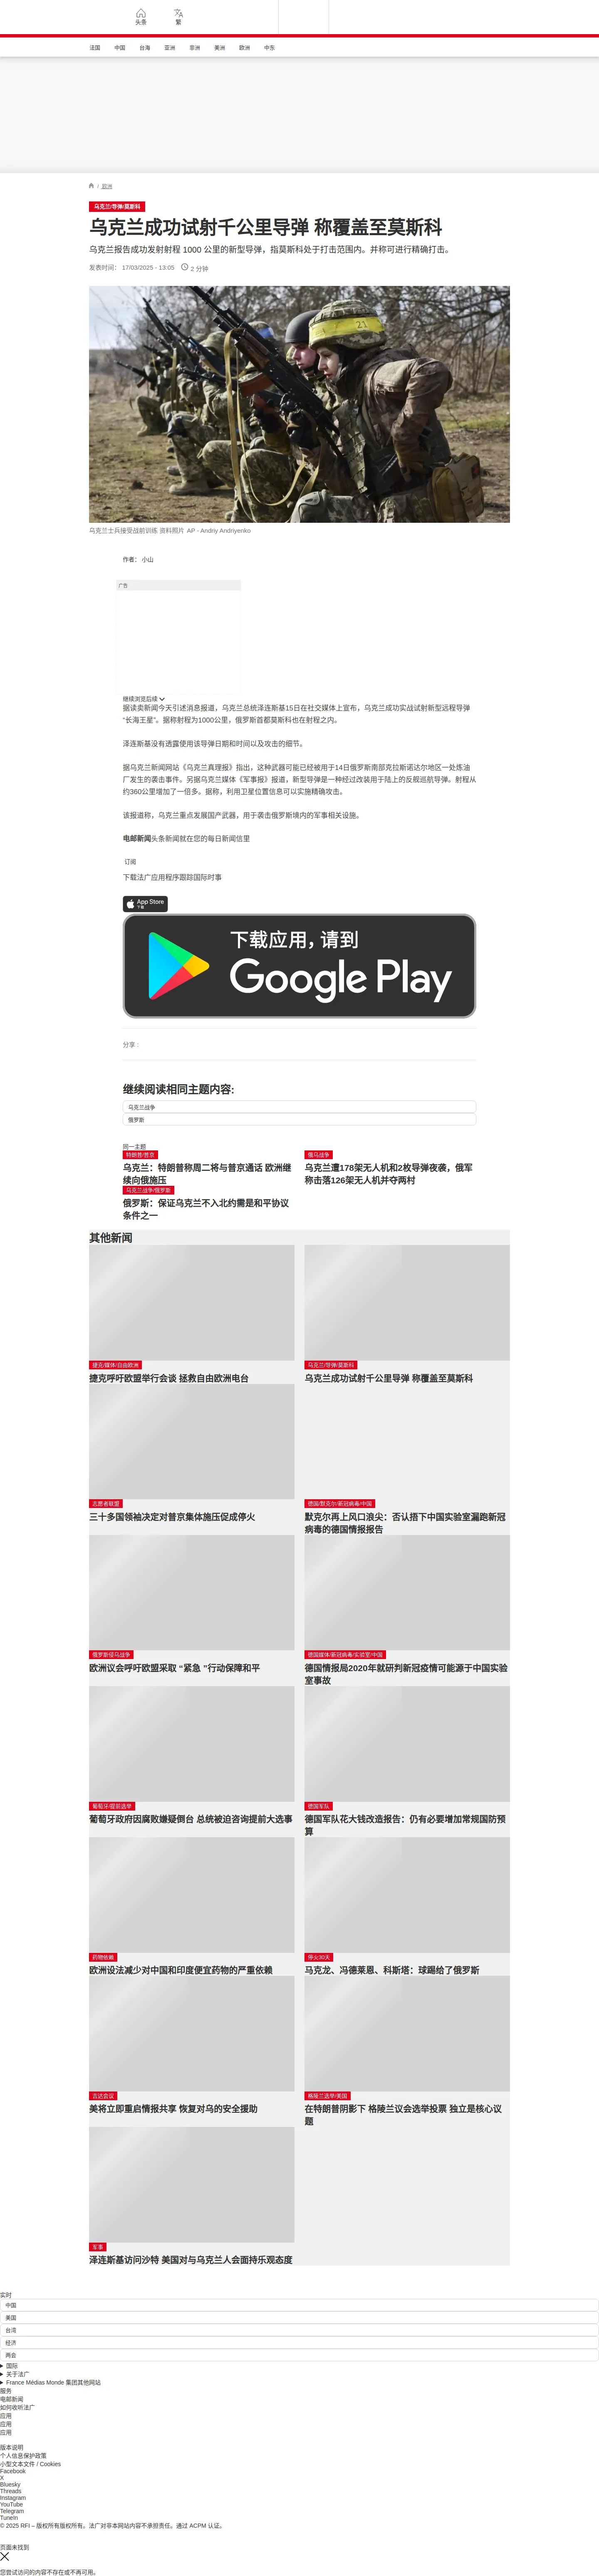 头条
繁
法国
中国
台海
亚洲
非洲
美洲
欧洲
中东
/ 欧洲
乌克兰/导弹/莫斯科
乌克兰成功试射千公里导弹 称覆盖至莫斯科
乌克兰报告成功发射射程 1000 公里的新型导弹，指莫斯科处于打击范围内。并称可进行精确打击。
发表时间： 17/03/2025 - 13:05
2 分钟
21
乌克兰士兵接受战前训练 资料照片 AP - Andriy Andriyenko
作者： 小山
广告
继续浏览后续
据读卖新闻今天引述消息报道，乌克兰总统泽连斯基15日在社交媒体上宣布，乌克兰成功实战试射新型远程导弹
“长海王星”。据称射程为1000公里，俄罗斯首都莫斯科也在射程之内。
泽连斯基没有透露使用该导弹日期和时间以及攻击的细节。
据乌克兰新闻网站《乌克兰真理报》指出，这种武器可能已经被用于14日俄罗斯南部克拉斯诺达尔地区一处炼油
厂发生的袭击事件。另据乌克兰媒体《军事报》报道，新型导弹是一种经过改装用于陆上的反舰巡航导弹。射程从
约360公里增加了一倍多。据称，利用卫星位置信息可以实施精确攻击。
该报道称，乌克兰重点发展国产武器，用于袭击俄罗斯境内的军事相关设施。
电邮新闻头条新闻就在您的每日新闻信里
订阅
下载法广应用程序跟踪国际时事
App Store
下载
下载应用，请到
Google Play
分享 :
继续阅读相同主题内容:
乌克兰战争
俄罗斯
同一主题
特朗普/普京
乌克兰：特朗普称周二将与普京通话 欧洲继
续向俄施压
俄乌战争
乌克兰遭178架无人机和2枚导弹夜袭，俄军
称击落126架无人机并夺两村
乌克兰战争/俄罗斯
俄罗斯：保证乌克兰不入北约需是和平协议
条件之一
其他新闻
捷克/媒体/自由欧洲
捷克呼吁欧盟举行会谈 拯救自由欧洲电台
乌克兰/导弹/莫斯科
乌克兰成功试射千公里导弹 称覆盖至莫斯科
志愿者联盟
三十多国领袖决定对普京集体施压促成停火
德国/默克尔/新冠病毒/中国
默克尔再上风口浪尖：否认捂下中国实验室漏跑新冠
病毒的德国情报报告
俄罗斯侵乌战争
欧洲议会呼吁欧盟采取 “紧急 ”行动保障和平
德国媒体/新冠病毒/实验室/中国
德国情报局2020年就研判新冠疫情可能源于中国实验
室事故
葡萄牙/提前选举
葡萄牙政府因腐败嫌疑倒台 总统被迫咨询提前大选事
德国军队
德国军队花大钱改造报告：仍有必要增加常规国防预
算
药物依赖
欧洲设法减少对中国和印度便宜药物的严重依赖
停火30天
马克龙、冯德莱恩、科斯塔：球踢给了俄罗斯
吉达会议
美将立即重启情报共享 恢复对乌的安全援助
格陵兰选举/美国
在特朗普阴影下 格陵兰议会选举投票 独立是核心议
题
军事
泽连斯基访问沙特 美国对与乌克兰人会面持乐观态度
实时
中国
美国
台湾
经济
商会
国际
关于法广
France Médias Monde 集团其他网站
服务
电邮新闻
如何收听法广
应用
应用
应用
版本说明
个人信息保护政策
小型文本文件 / Cookies
Facebook
X
Bluesky
Threads
Instagram
YouTube
Telegram
TuneIn
© 2025 RFI – 版权所有版权所有。法广对非本网站内容不承担责任。通过 ACPM 认证。
页面未找到
您尝试访问的内容不存在或不再可用。